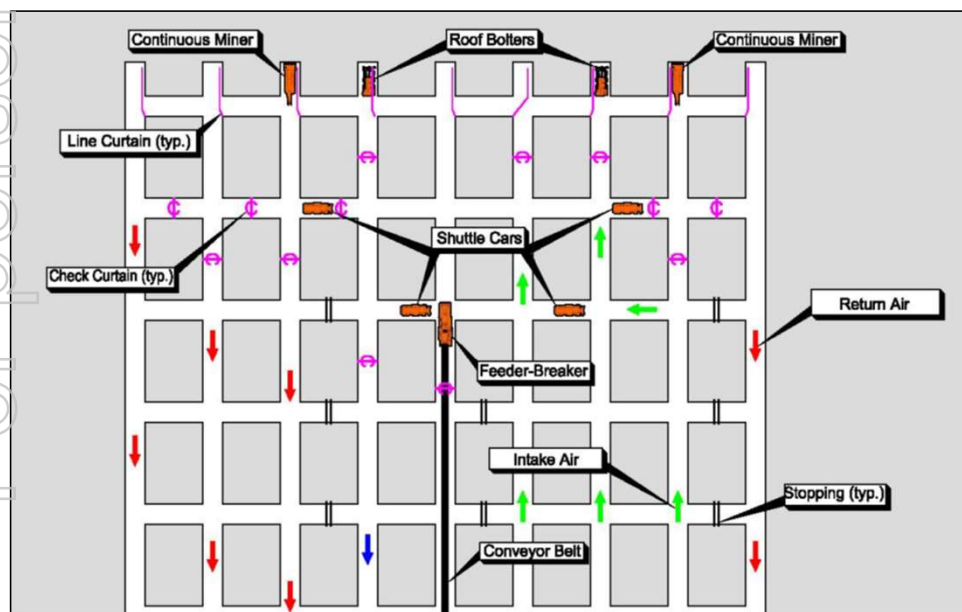 Continuous Miner
Roof Bolters
Continuous Miner
Line Curtain (typ.)
Shuttle Cars
Check Curtain (typ.)
Return Air
Feeder-Breaker
Intake Air
Stopping (typ.)
Conveyor Belt